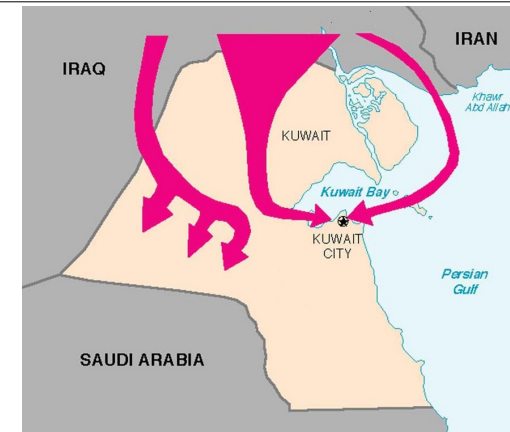 IRAN
IRAQ
Khawr
Abd Allah
KUWAIT
Kuwait Bay
KUWAIT
CITY
Persian
Gulf
SAUDI ARABIA